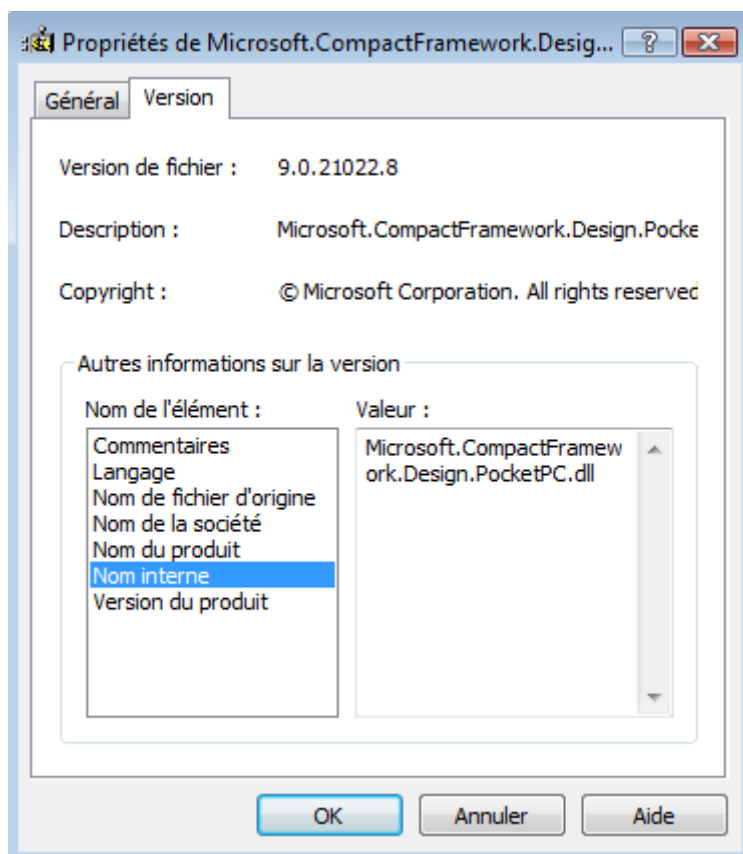 Propriétés de Microsoft.CompactFramework.Desig...
Général Version
Version de fichier : 9.0.21022.8
Description : Microsoft.CompactFramework.Design.Pocke
Copyright : © Microsoft Corporation. All rights reserved
Autres informations sur la version
Nom de l'élément : Valeur :
Commentaires
Langage
Nom de fichier d'origine
Nom de la société
Nom du produit
Nom interne
Version du produit
Microsoft.CompactFramew
ork.Design.PocketPC.dll
OK Annuler Aide